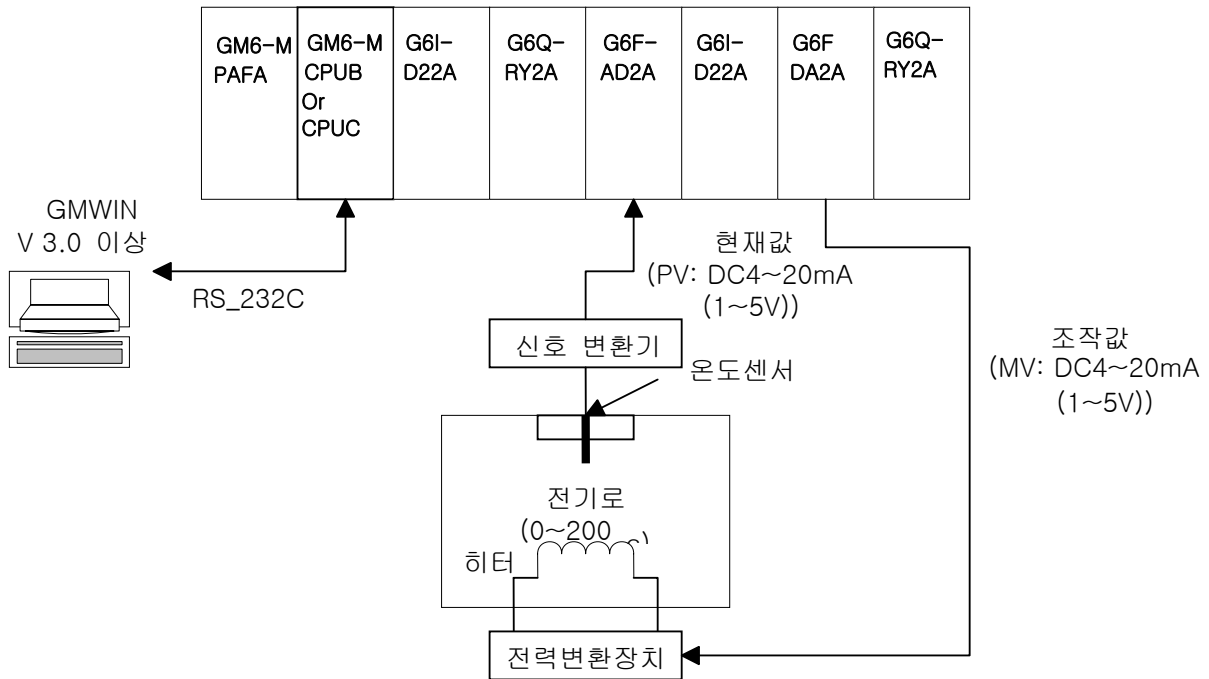 GM6-M
PAFA
GM6-M
CPUB
Or
CPUC
G6I-
D22A
G6Q-
RY2A
G6F-
AD2A
G6I-
D22A
G6F
DA2A
G6Q-
RY2A
GMWIN
V 3.0 이상
RS_232C
현재값
(PV: DC4~20mA
(1~5V))
신호 변환기
온도센서
조작값
(MV: DC4~20mA
(1~5V))
전기로
(0~200
히터
전력변환장치